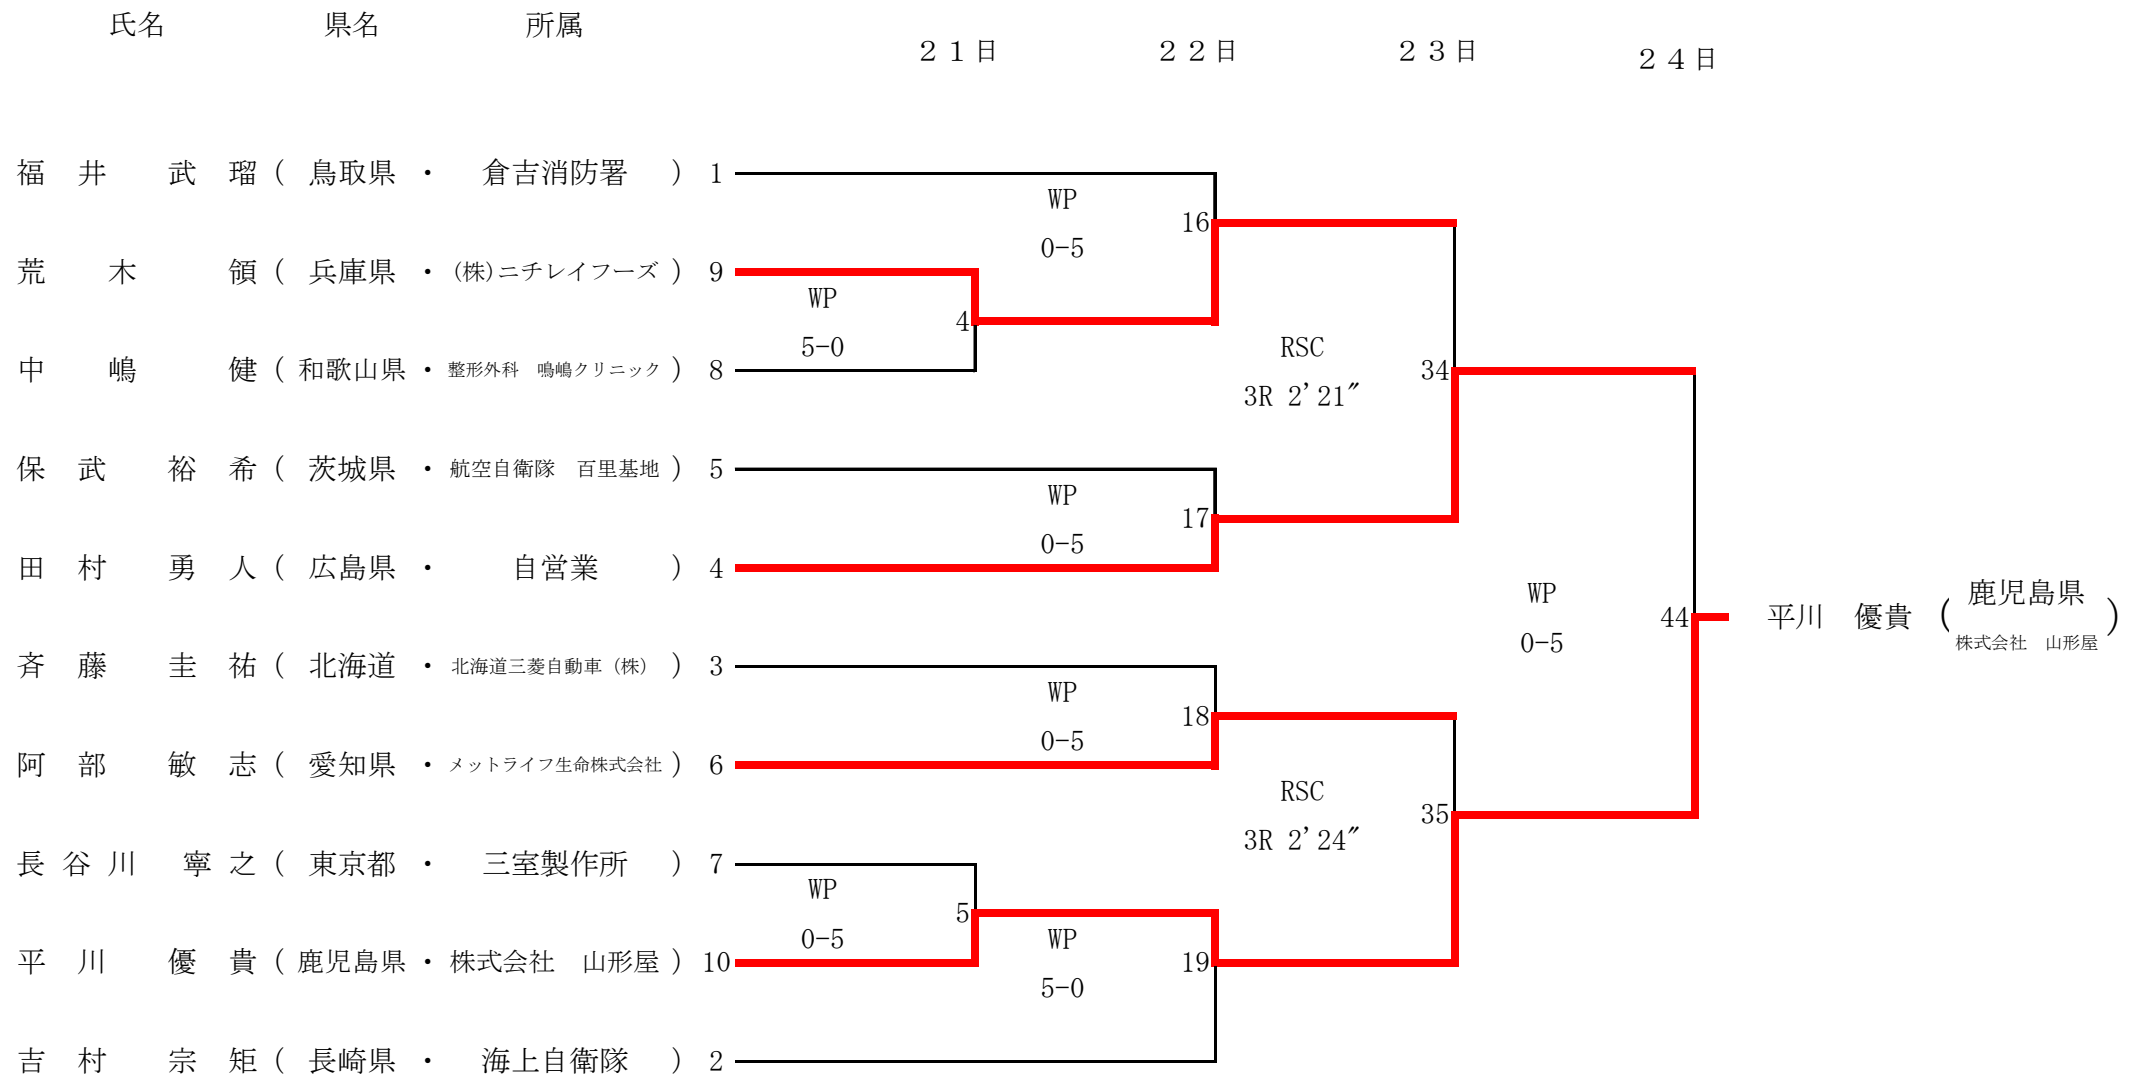 氏名 県名 所属
２１日 ２２日 ２３日 ２４日
福井 武瑠 ( 鳥取県 ・ 倉吉消防署 ) 1
WP
0-5
16
荒木 領 ( 兵庫県 ・ (株)ニチレイフーズ ) 9
WP
5-0
4
中嶋 健 ( 和歌山県 ・ 整形外科 鳴嶋クリニック ) 8
RSC
3R 2'21"
34
保武 裕希 ( 茨城県 ・ 航空自衛隊 百里基地 ) 5
WP
0-5
17
田村 勇人 ( 広島県 ・ 自営業 ) 4
WP
0-5
44
平川 優貴 ( 鹿児島県
株式会社 山形屋 )
斉藤 圭祐 ( 北海道 ・ 北海道三菱自動車（株） ) 3
WP
0-5
18
阿部 敏志 ( 愛知県 ・ メットライフ生命株式会社 ) 6
RSC
3R 2'24"
35
長谷川 寧之 ( 東京都 ・ 三室製作所 ) 7
WP
0-5
5
平川 優貴 ( 鹿児島県 ・ 株式会社 山形屋 ) 10
WP
5-0
19
吉村 宗矩 ( 長崎県 ・ 海上自衛隊 ) 2